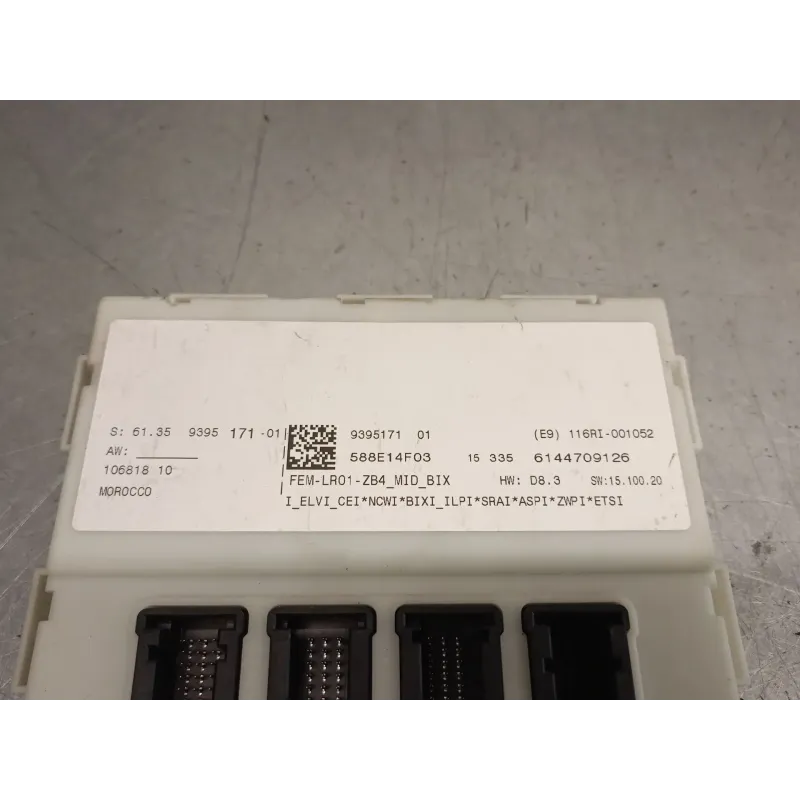 S: 61.35 9395 171-01
AW:
106818 10
MOROCCO
9395171 01
(E9) 116RI-001052
588E14F03 15 335 6144709126
FEM-LR01-ZB4_MID_BIX HW: D8.3 SW:15.100.20
I_ELVI_CEI*NCWI*BIXI_ILPI*SRAI*ASPI*ZWPI*ETSI